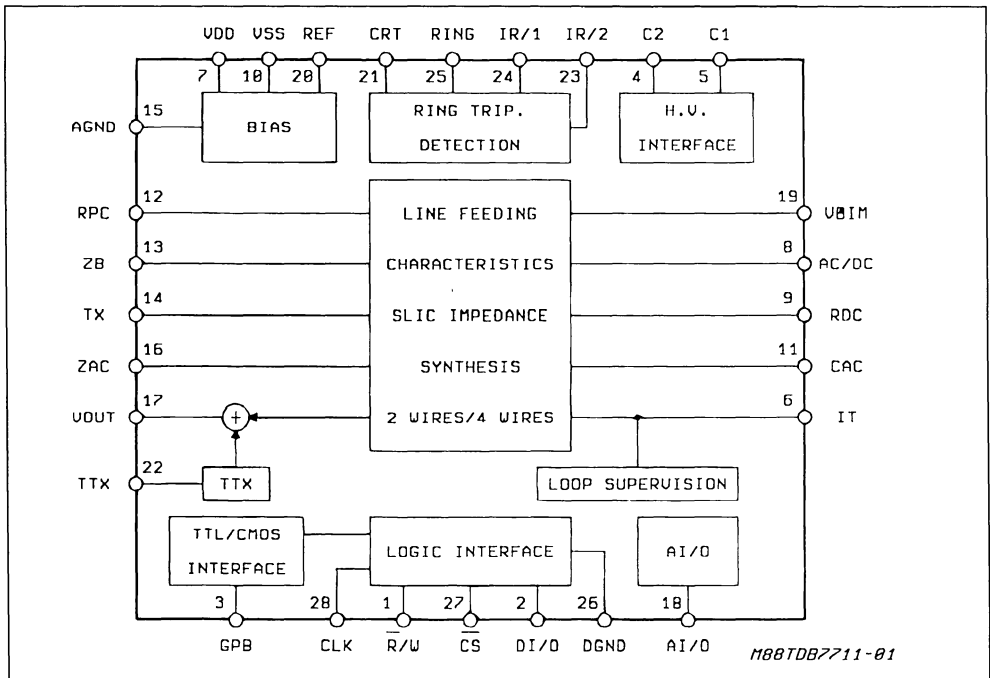 VDD VSS REF CRT RING IR/1 IR/2 C2 C1
7 10 20 21 25 24 23 4 5
15
AGND
BIAS
RING TRIP.
DETECTION
H.V.
INTERFACE
12
RPC
LINE FEEDING
19
VBIM
13
ZB
CHARACTERISTICS
8
AC/DC
14
TX
SLIC IMPEDANCE
9
RDC
16
ZAC
SYNTHESIS
11
CAC
17
VOUT
+
2 WIRES/4 WIRES
6
IT
22
TTX
TTX
LOOP SUPERVISION
TTL/CMOS
INTERFACE
LOGIC INTERFACE
AI/O
3 28 1 27 2 26 18
GPB CLK R̅/W C̅S̅ DI/O DGND AI/O
M88TDB7711-01